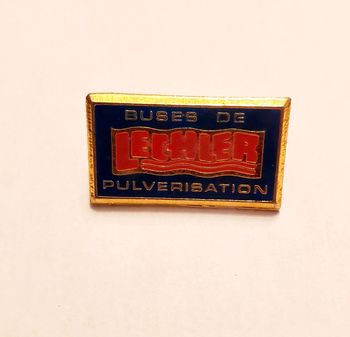 BUSES DE
LECHLER
PULVERISATION